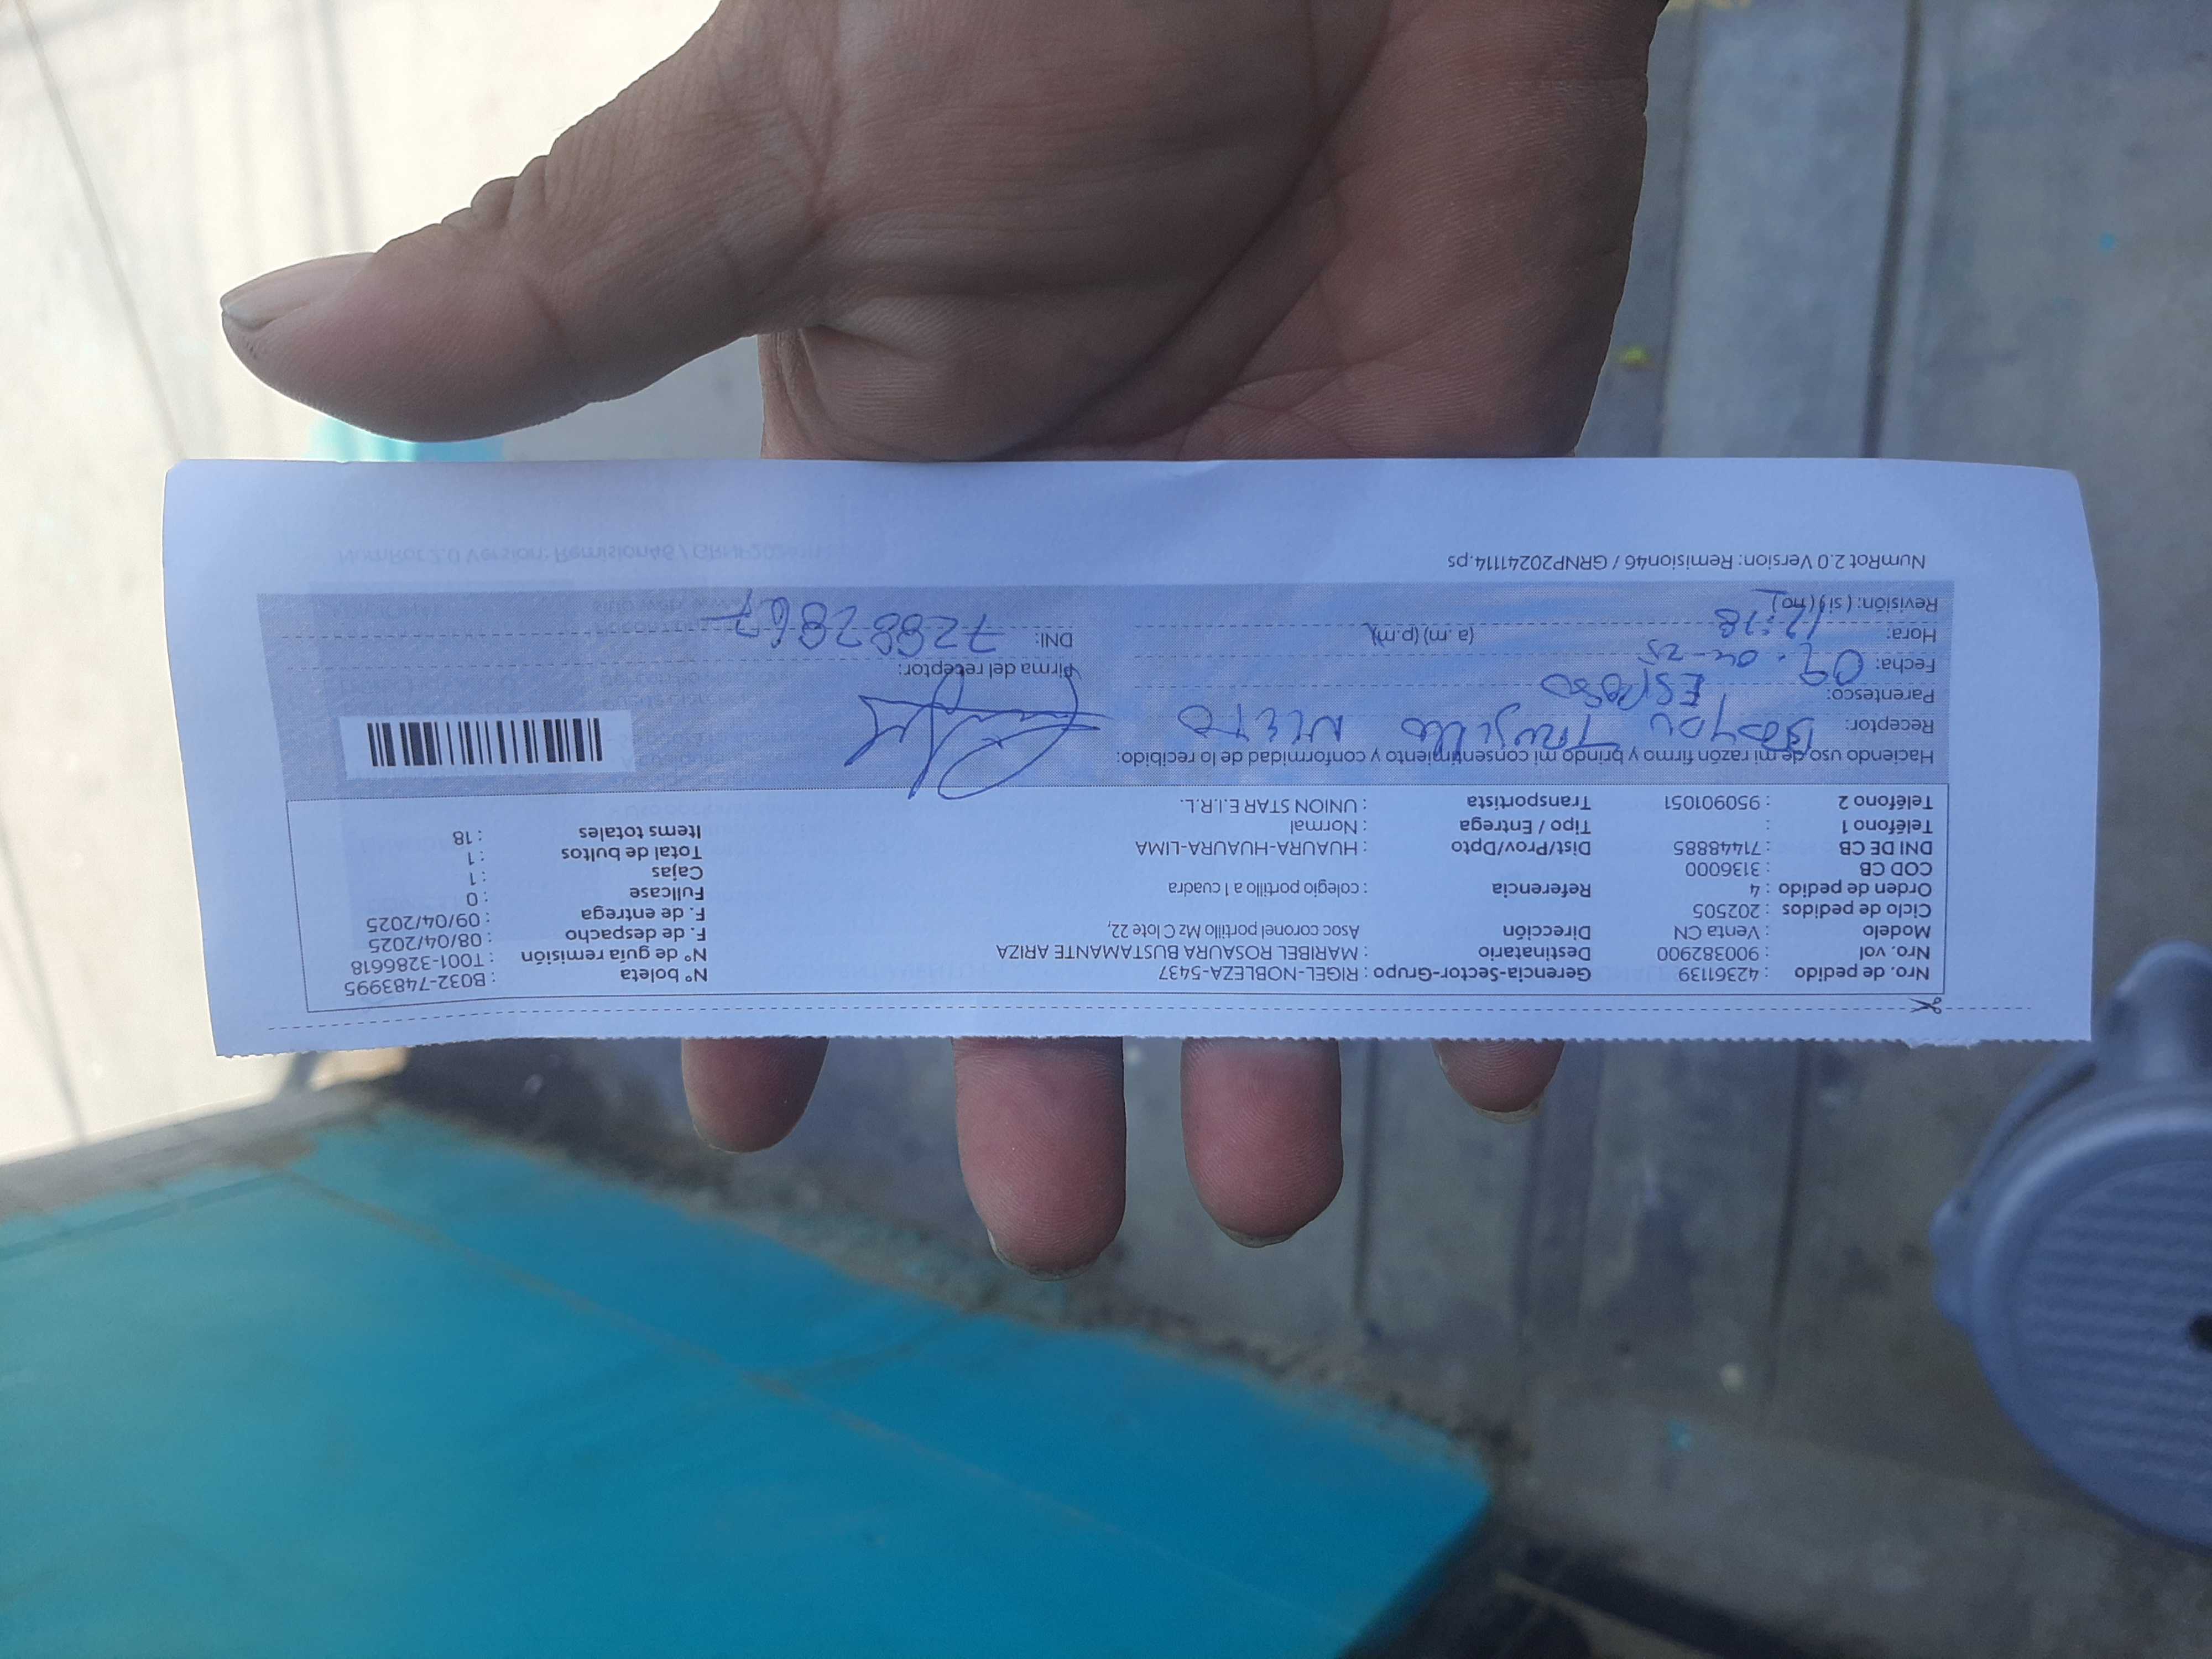 Nro. de pedido : 42361139 Gerencia-Sector-Grupo : RIGEL-NOBLEZA-5437 N° boleta : B032-7483995
Nro. vol : 900382900 Destinatario : MARIBEL ROSAURA BUSTAMANTE ARIZA N° de guía remisión : T001-3286618
Modelo : Venta CN Dirección Asoc coronel portillo Mz C lote 22, F. de despacho : 08/04/2025
Ciclo de pedidos : 202505 F. de entrega : 09/04/2025
Orden de pedido : 4 Referencia : colegio portillo a 1 cuadra Fullcase : 0
COD CB : 3136000 Cajas : 1
DNI DE CB : 71448885 Dist/Prov/Dpto : HUAURA-HUAURA-LIMA Total de bultos : 1
Teléfono 1 : Tipo / Entrega : Normal Items totales : 18
Teléfono 2 : 950901051 Transportista : UNION STAR E.I.R.L.
Haciendo uso de mi razón firmo y brindo mi consentimiento y conformidad de lo recibido:
Receptor: Trujillo Nieto
Parentesco: ESPOSO
Fecha: 09-04-25 Firma del receptor:
Hora: 12:18 (a. m) (p.m) DNI: 72882867
Revisión: ( si ) ( no )
NumRot 2.0 Version: Remision46 / GRNP20241114.ps